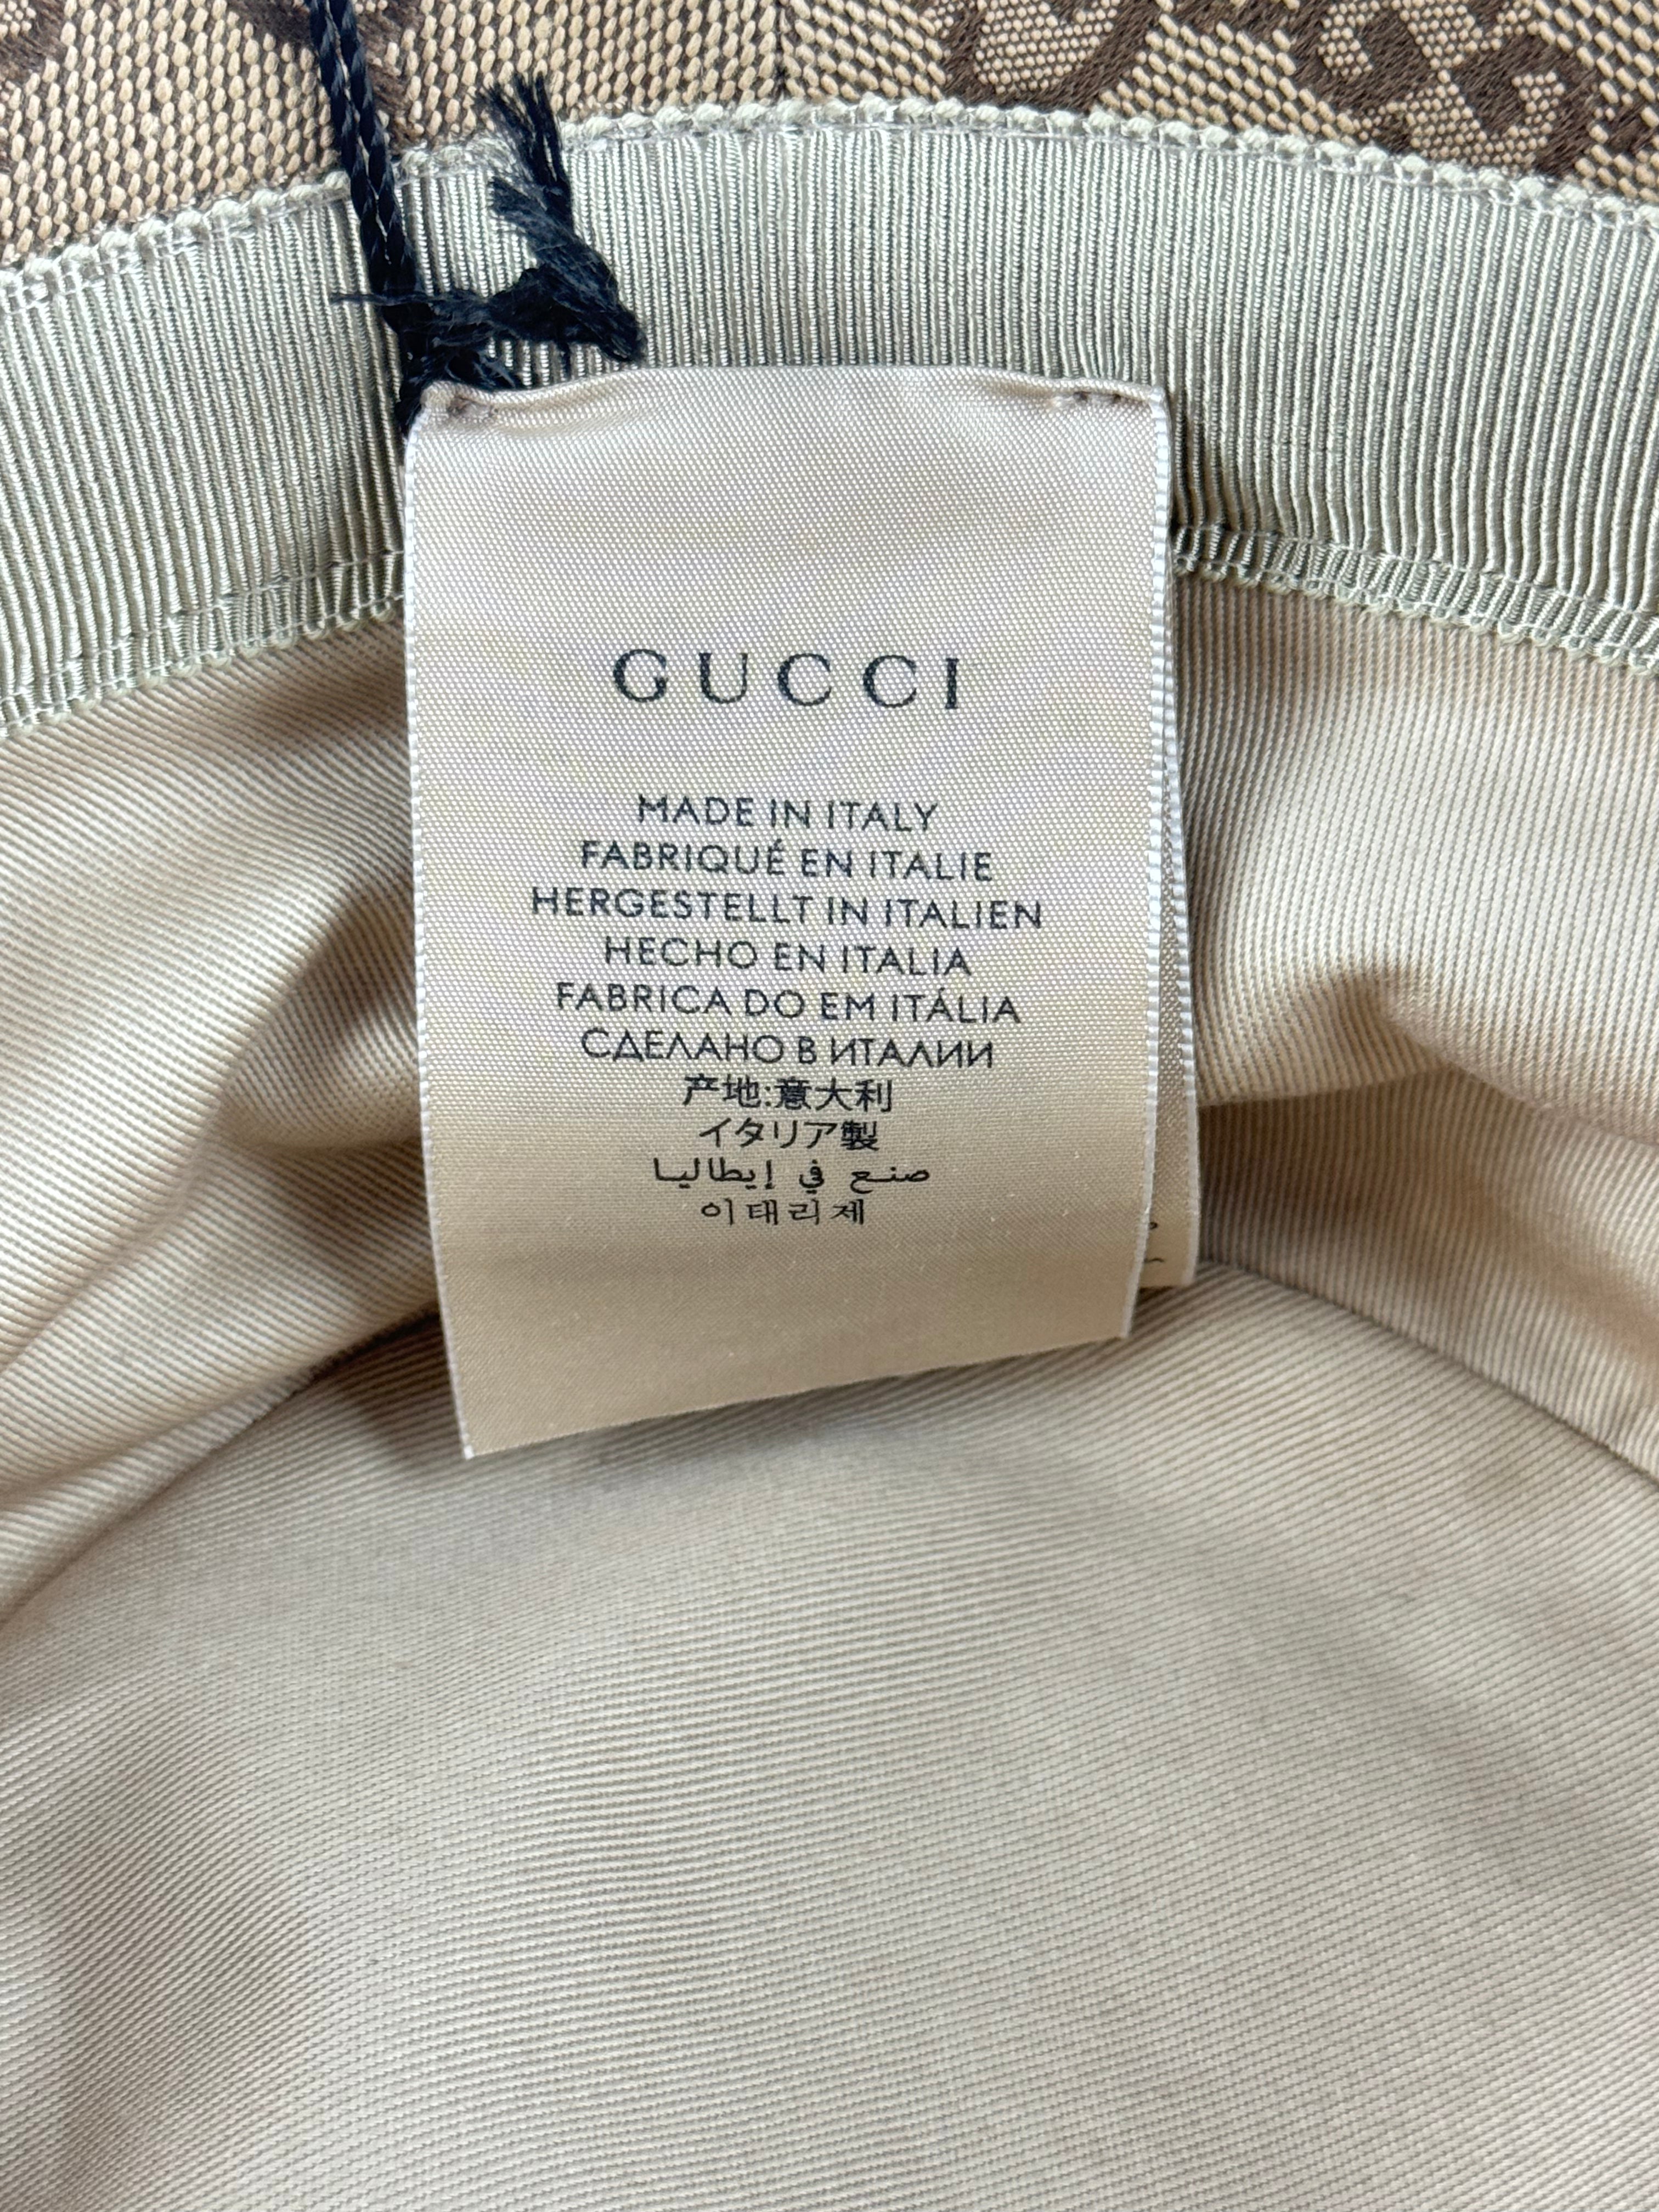 GUCCI
MADE IN ITALY
FABRIQUÉ EN ITALIE
HERGESTELLT IN ITALIEN
HECHO EN ITALIA
FABRICA DO EM ITÁLIA
СДЕЛАНО В ИТАЛИИ
产地:意大利
イタリア製
صنع في إيطاليا
이태리제